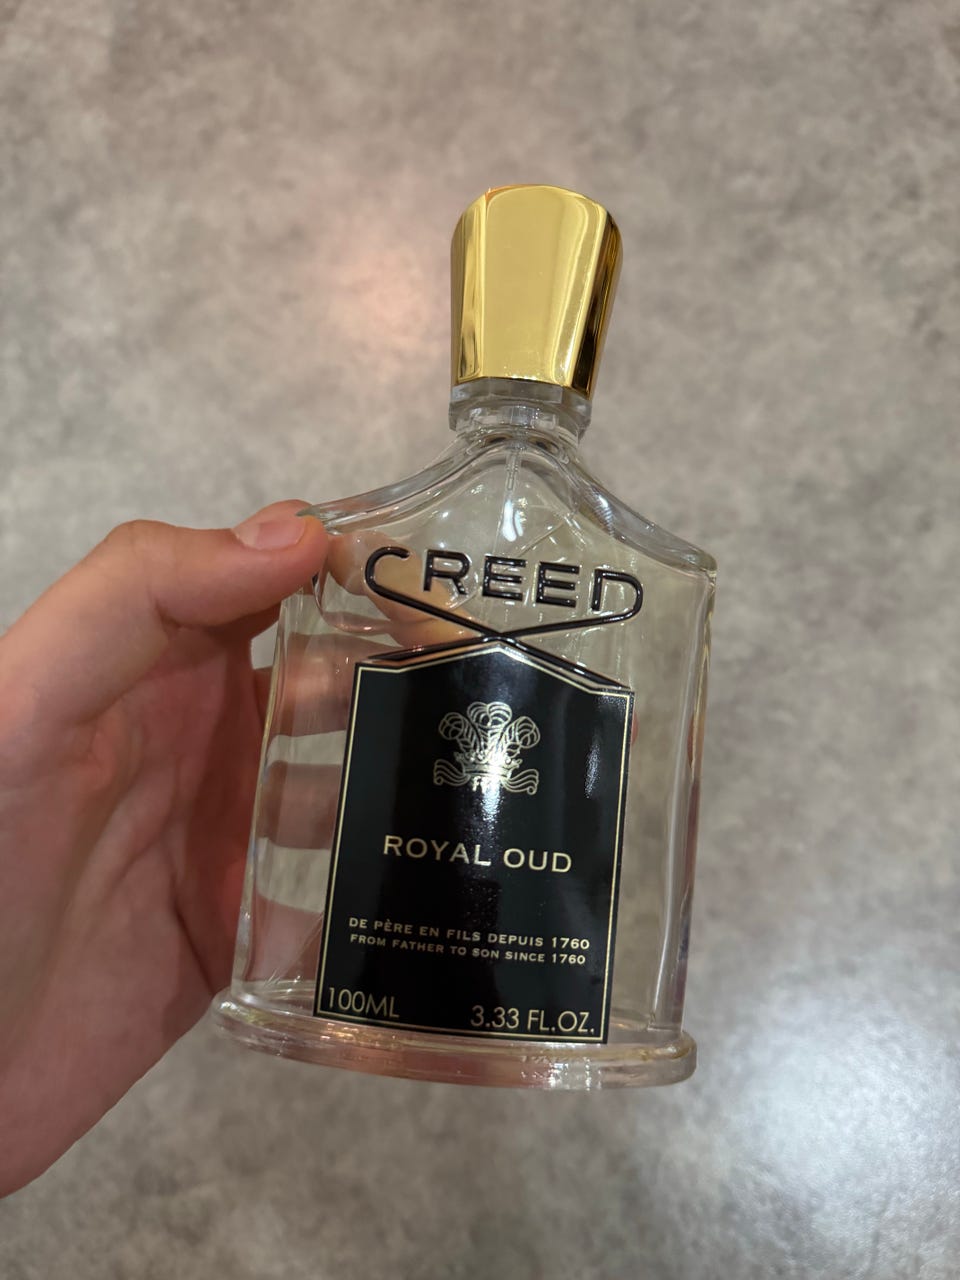 CREED
ROYAL OUD
DE PÈRE EN FILS DEPUIS 1760
FROM FATHER TO SON SINCE 1760
100ML 3.33 FL.OZ.